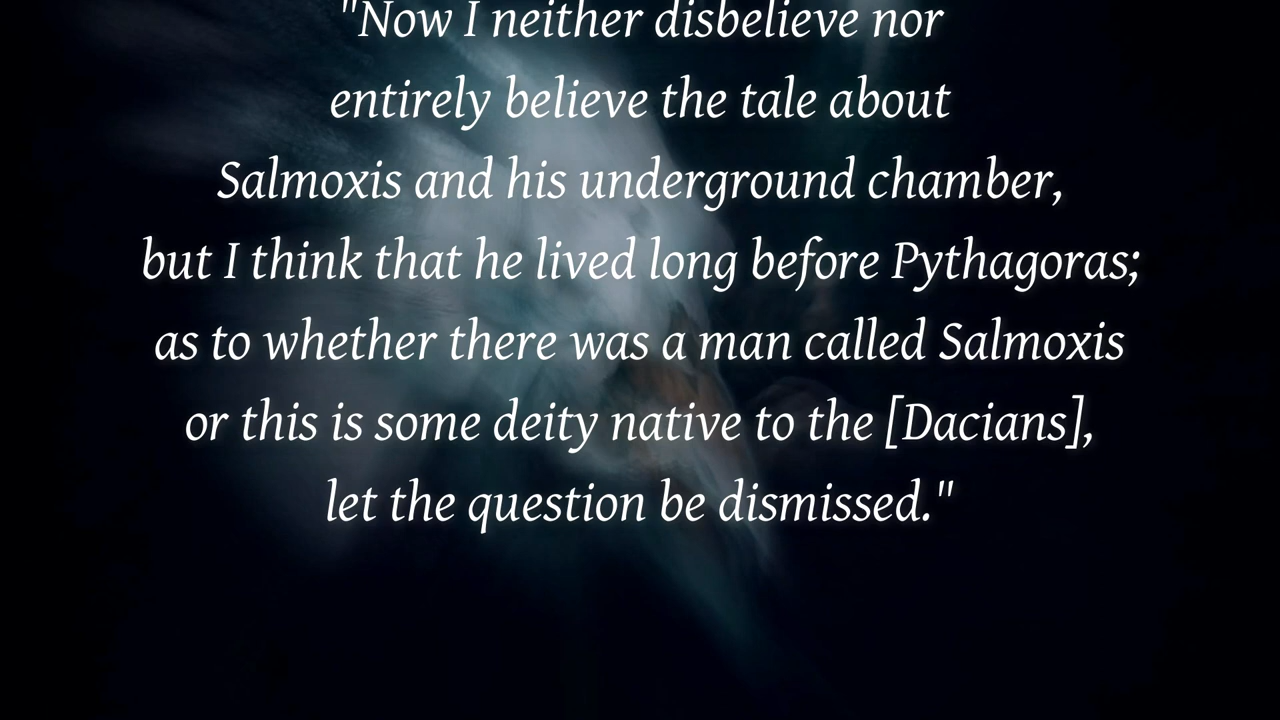 "Now I neither disbelieve nor
entirely believe the tale about
Salmoxis and his underground chamber,
but I think that he lived long before Pythagoras;
as to whether there was a man called Salmoxis
or this is some deity native to the [Dacians],
let the question be dismissed."